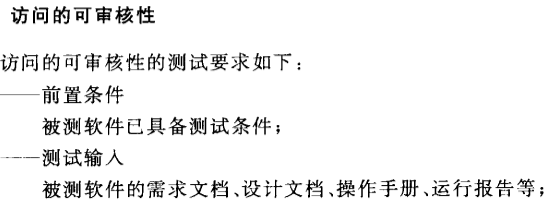 访问的可审核性
访问的可审核性的测试要求如下：
——前置条件
被测软件已具备测试条件；
——测试输入
被测软件的需求文档、设计文档、操作手册、运行报告等；